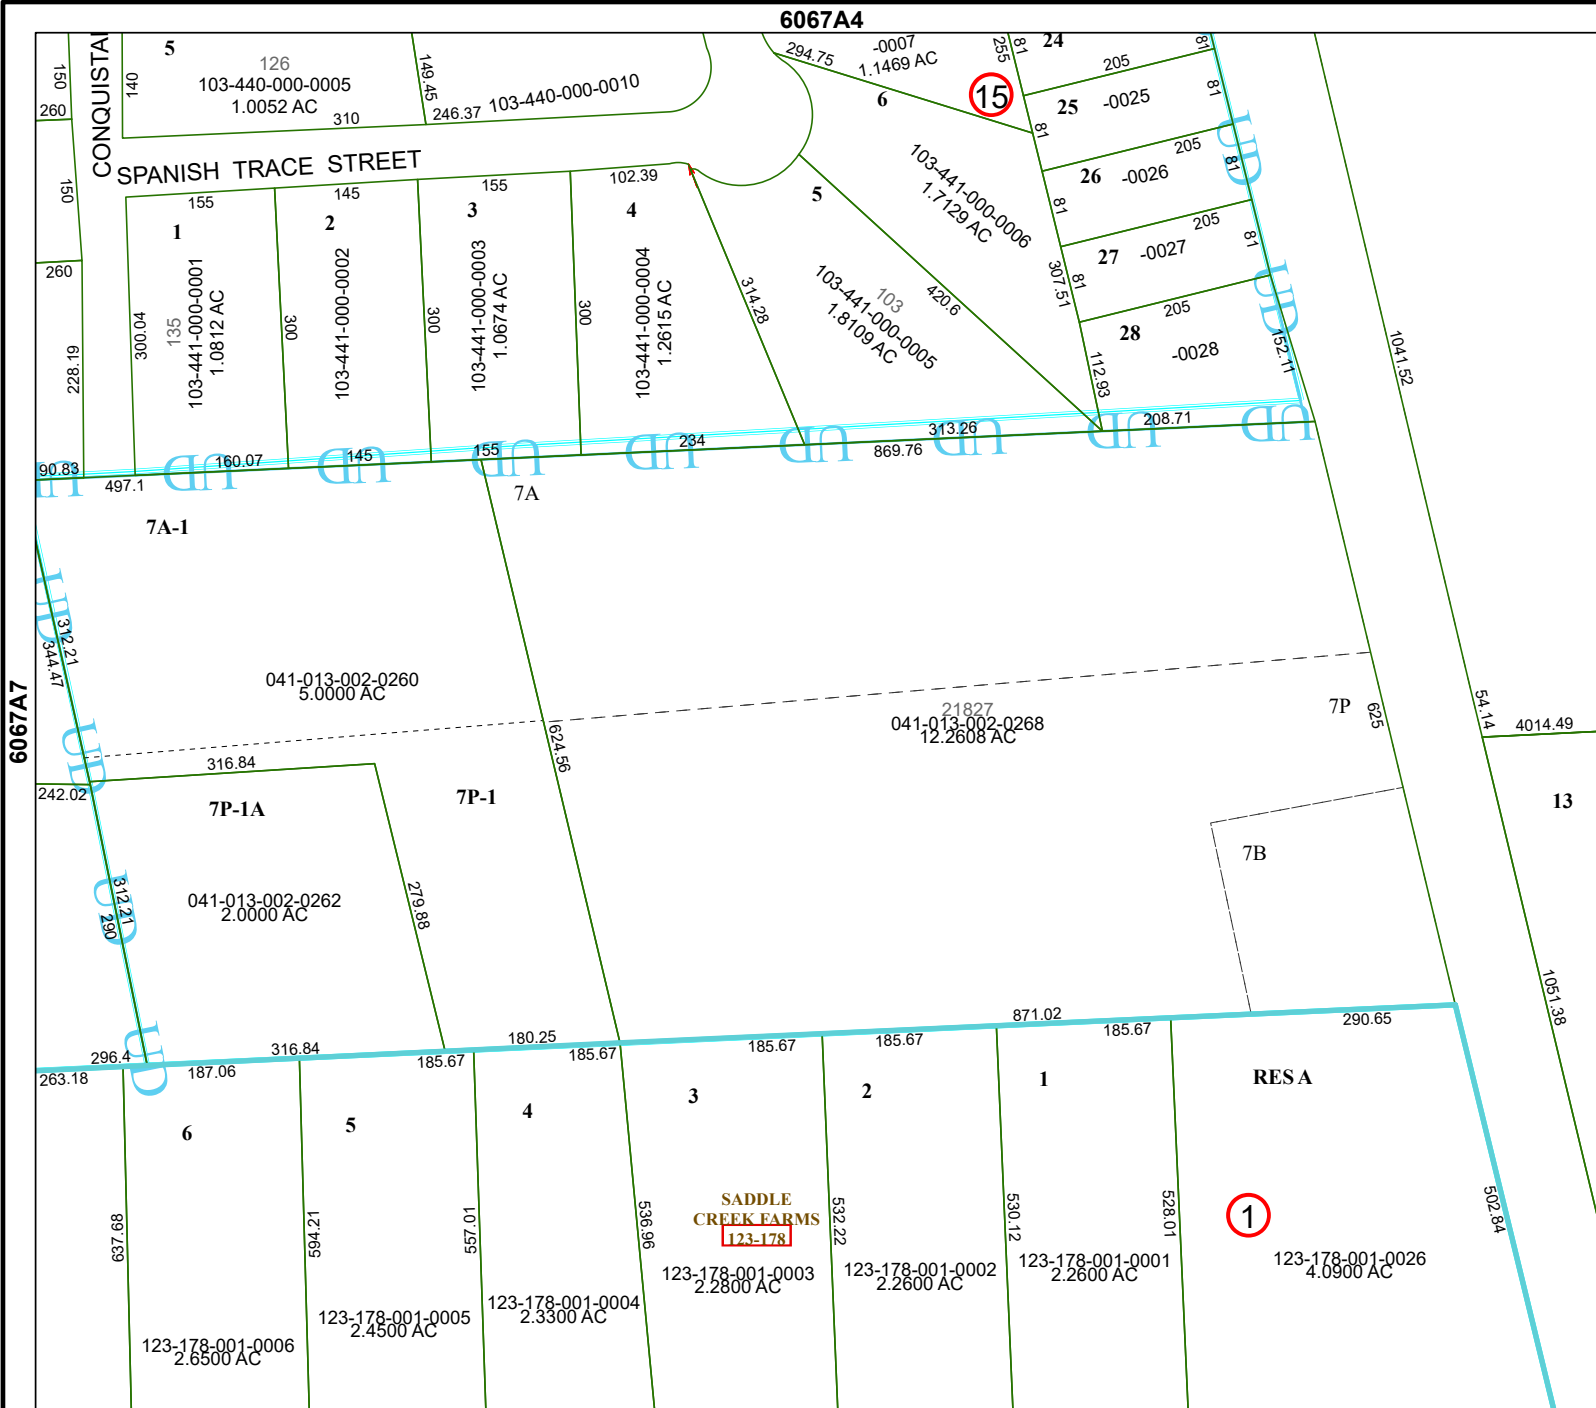 6067A4
6067A7
CONQUISTA
150
260
150
260
228.19
90.83
140
5
126
103-440-000-0005
1.0052 AC
310
149.45
246.37
103-440-000-0010
SPANISH TRACE STREET
294.75
-0007
1.1469 AC
6
255
15
81
24
205
81
25
-0025
81
81
205
26
-0026
81
81
205
27
-0027
81
81
205
28
-0028
152.11
307.51
112.93
103-441-000-0006
1.7129 AC
155
1
135
103-441-000-0001
1.0812 AC
300.04
145
2
103-441-000-0002
300
155
3
103-441-000-0003
1.0674 AC
300
102.39
4
103-441-000-0004
1.2615 AC
300
314.28
5
103
103-441-000-0005
1.8109 AC
420.6
1041.52
UD
UD
UD
UD
UD
UD
UD
UD
UD
UD
497.1
160.07
145
155
234
313.26
869.76
208.71
7A-1
7A
UD
312.21
344.47
041-013-002-0260
5.0000 AC
21827
041-013-002-0268
12.2608 AC
7P
625
54.14
4014.49
UD
624.56
316.84
242.02
7P-1A
7P-1
13
7B
UD
312.21
290
041-013-002-0262
2.0000 AC
279.88
1051.38
UD
871.02
290.65
180.25
316.84
296.4
263.18
187.06
185.67
185.67
185.67
185.67
185.67
6
5
4
3
2
1
RES A
SADDLE
CREEK FARMS
123-178
1
637.68
594.21
557.01
536.96
532.22
530.12
528.01
502.84
123-178-001-0006
2.6500 AC
123-178-001-0005
2.4500 AC
123-178-001-0004
2.3300 AC
123-178-001-0003
2.2800 AC
123-178-001-0002
2.2600 AC
123-178-001-0001
2.2600 AC
123-178-001-0026
4.0900 AC